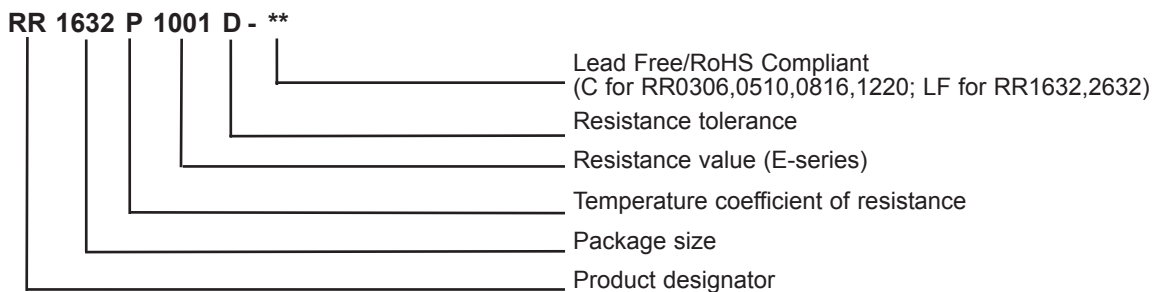 RR 1632 P 1001 D - **
Lead Free/RoHS Compliant
(C for RR0306,0510,0816,1220; LF for RR1632,2632)
Resistance tolerance
Resistance value (E-series)
Temperature coefficient of resistance
Package size
Product designator